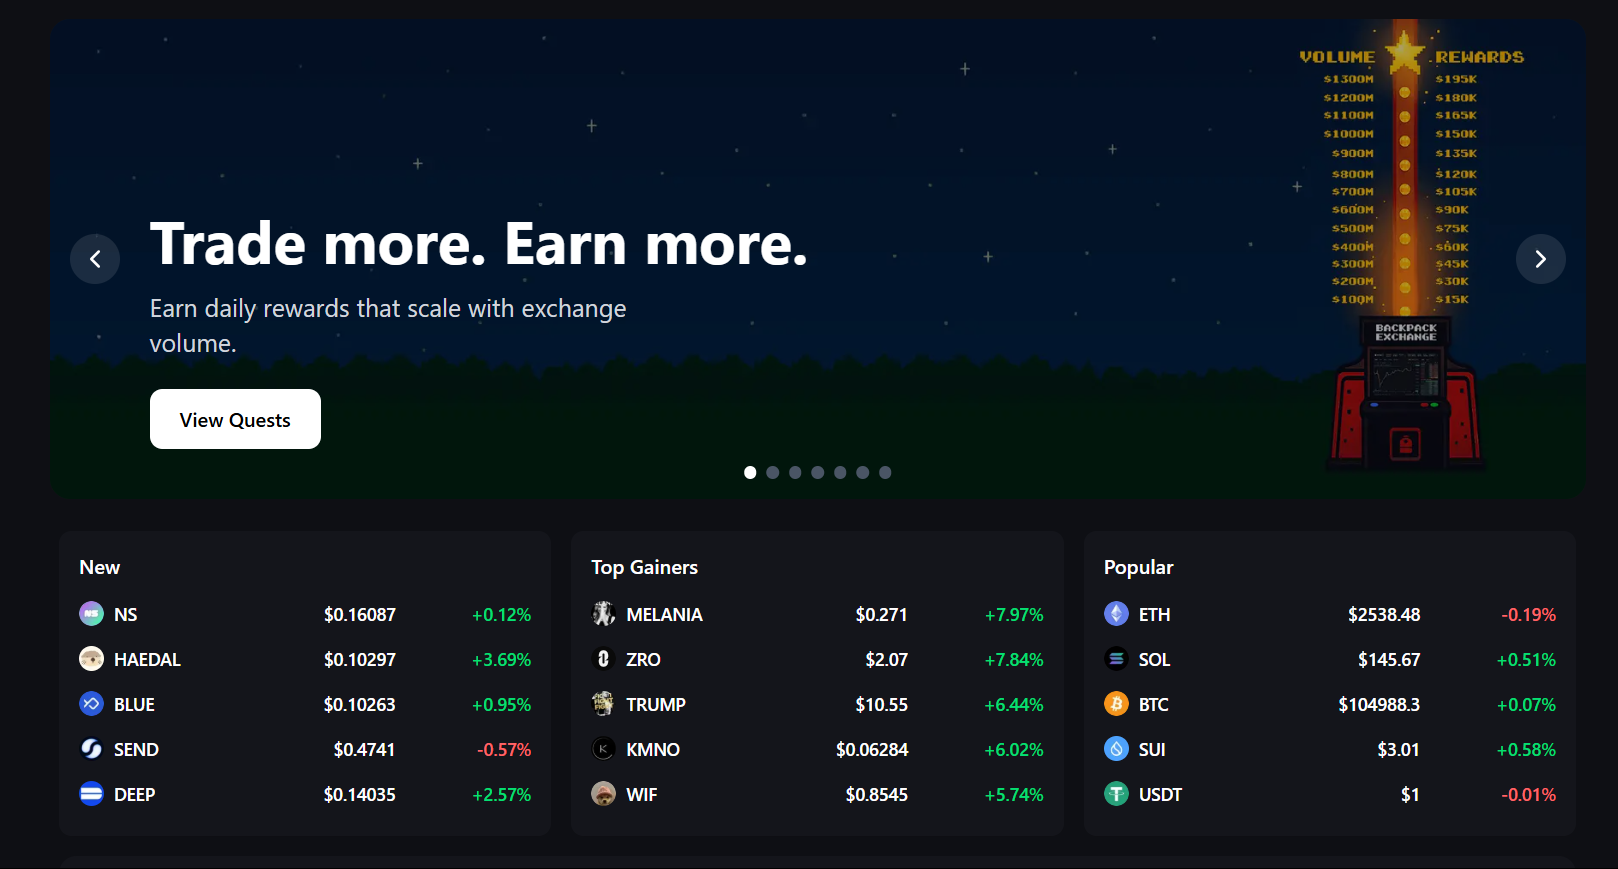 VOLUME REWARDS
$1300M $195K
$1200M $180K
$1100M $165K
$1000M $150K
$900M $135K
$800M $120K
$700M $105K
$600M $90K
$500M $75K
$400M $60K
$300M $45K
$200M $30K
$100M $15K
BACKPACK
EXCHANGE
Trade more. Earn more.
Earn daily rewards that scale with exchange
volume.
View Quests
New
NS $0.16087 +0.12%
HAEDAL $0.10297 +3.69%
BLUE $0.10263 +0.95%
SEND $0.4741 -0.57%
DEEP $0.14035 +2.57%
Top Gainers
MELANIA $0.271 +7.97%
ZRO $2.07 +7.84%
TRUMP $10.55 +6.44%
KMNO $0.06284 +6.02%
WIF $0.8545 +5.74%
Popular
ETH $2538.48 -0.19%
SOL $145.67 +0.51%
BTC $104988.3 +0.07%
SUI $3.01 +0.58%
USDT $1 -0.01%